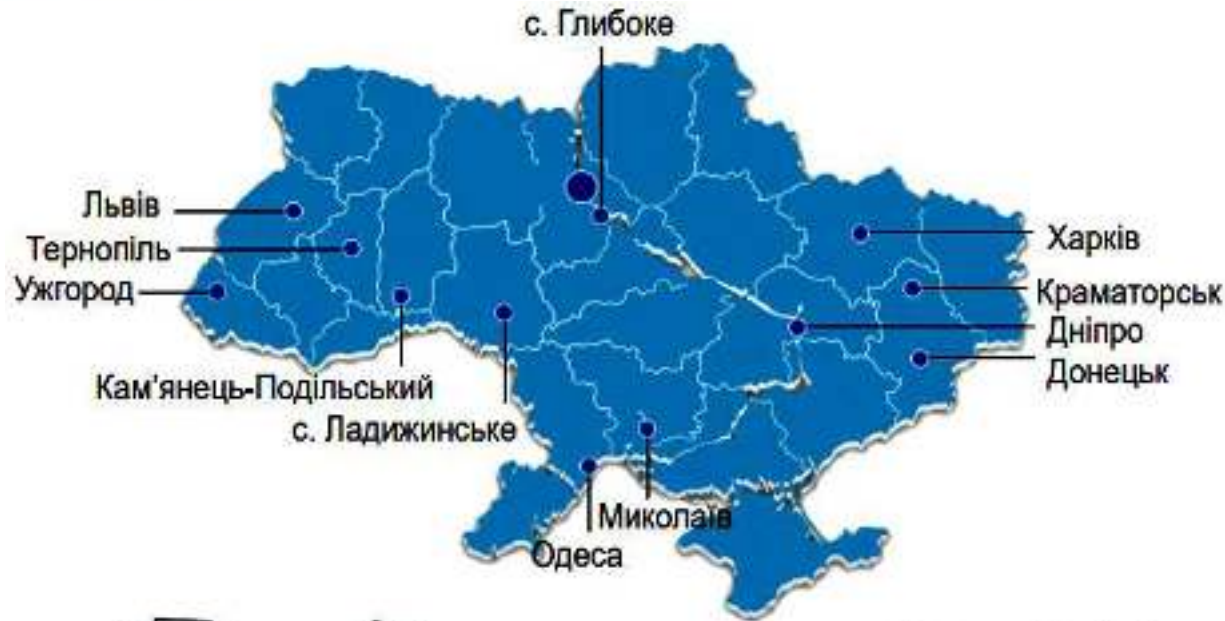 с. Глибоке
Львів
Тернопіль
Ужгород
Кам'янець-Подільський
с. Ладижинське
Харків
Краматорськ
Дніпро
Донецьк
Миколаїв
Одеса